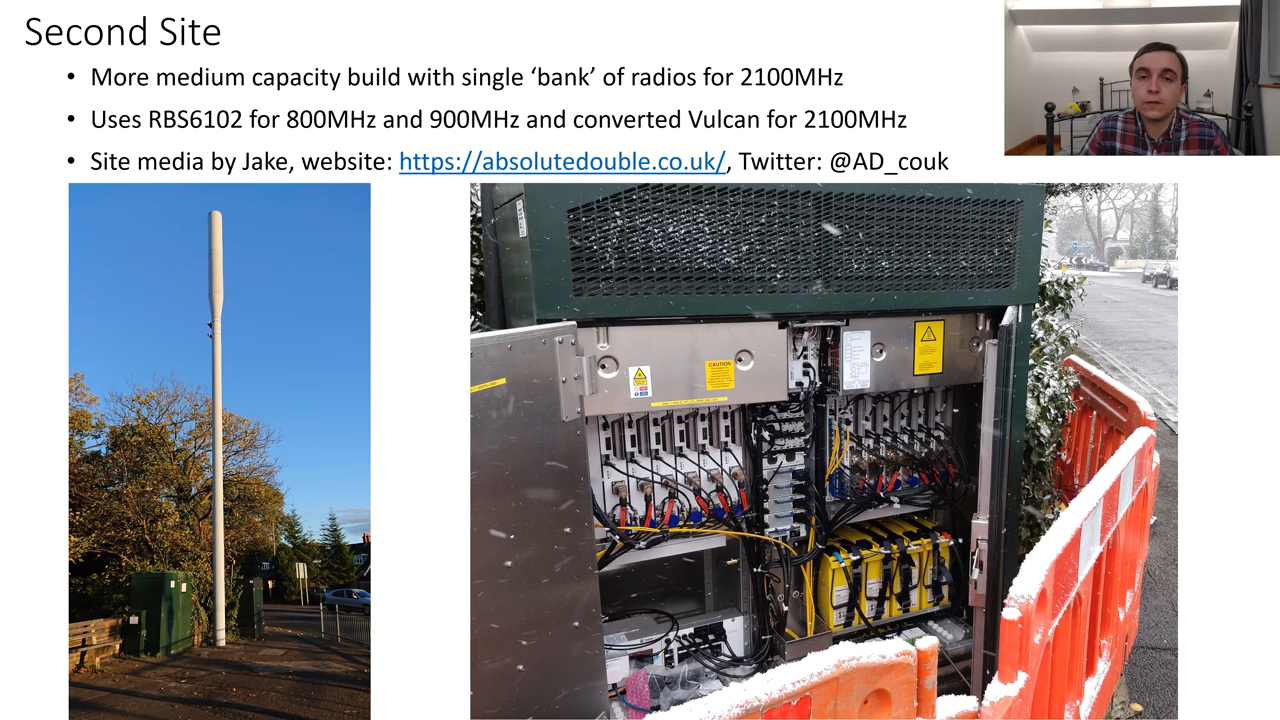 Second Site
• More medium capacity build with single ‘bank’ of radios for 2100MHz
• Uses RBS6102 for 800MHz and 900MHz and converted Vulcan for 2100MHz
• Site media by Jake, website: https://absolutedouble.co.uk/, Twitter: @AD_couk
CAUTION